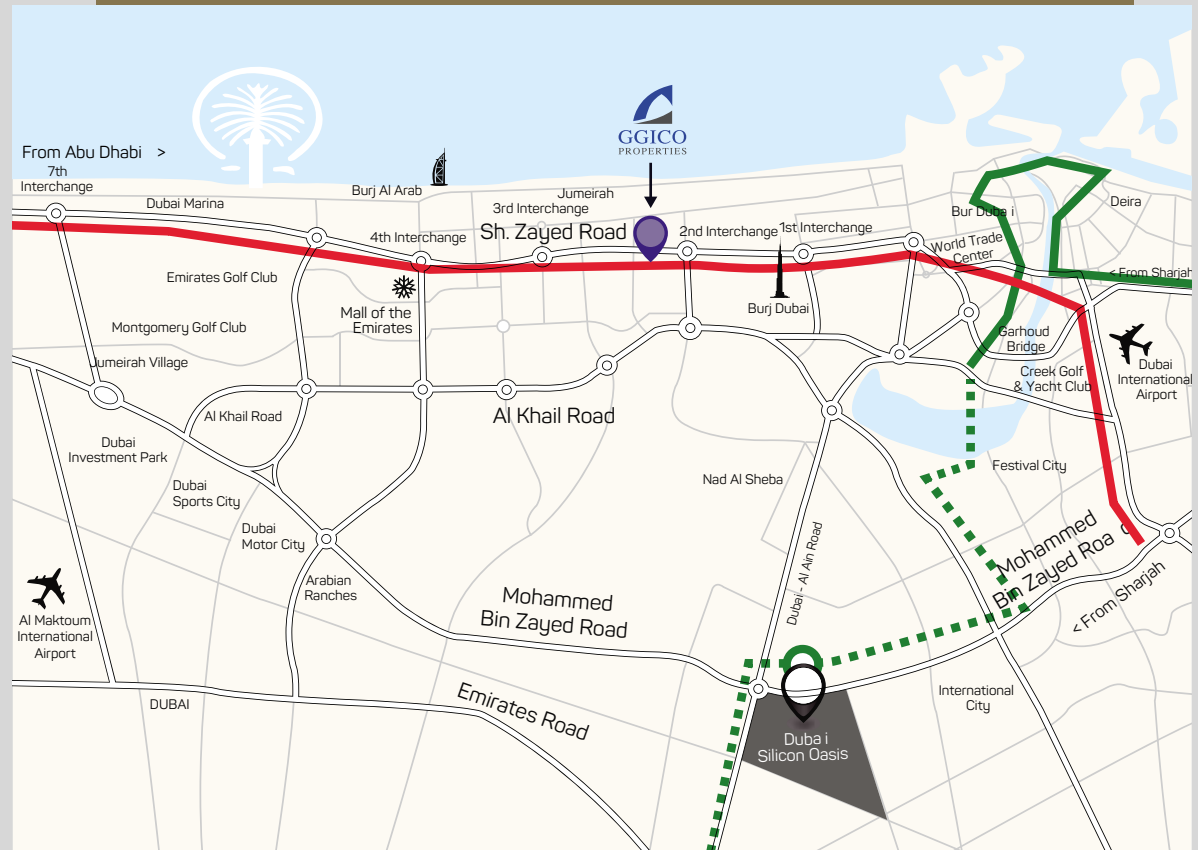 GGICO
PROPERTIES
From Abu Dhabi >
7th
Interchange
Dubai Marina
Burj Al Arab
Jumeirah
3rd Interchange
Sh. Zayed Road
4th Interchange
2nd Interchange
1st Interchange
Bur Duba i
Deira
World Trade
Center
< From Sharjah
Emirates Golf Club
Mall of the
Emirates
Burj Dubai
Montgomery Golf Club
Garhoud
Bridge
Jumeirah Village
Creek Golf
& Yacht Club
Dubai
International
Airport
Al Khail Road
Al Khail Road
Dubai
Investment Park
Dubai
Sports City
Nad Al Sheba
Festival City
Dubai
Motor City
Mohammed
Bin Zayed Roa d
Dubai - Al Ain Road
Arabian
Ranches
Mohammed
Bin Zayed Road
< From Sharjah
Al Maktoum
International
Airport
DUBAI
Emirates Road
International
City
Duba i
Silicon Oasis